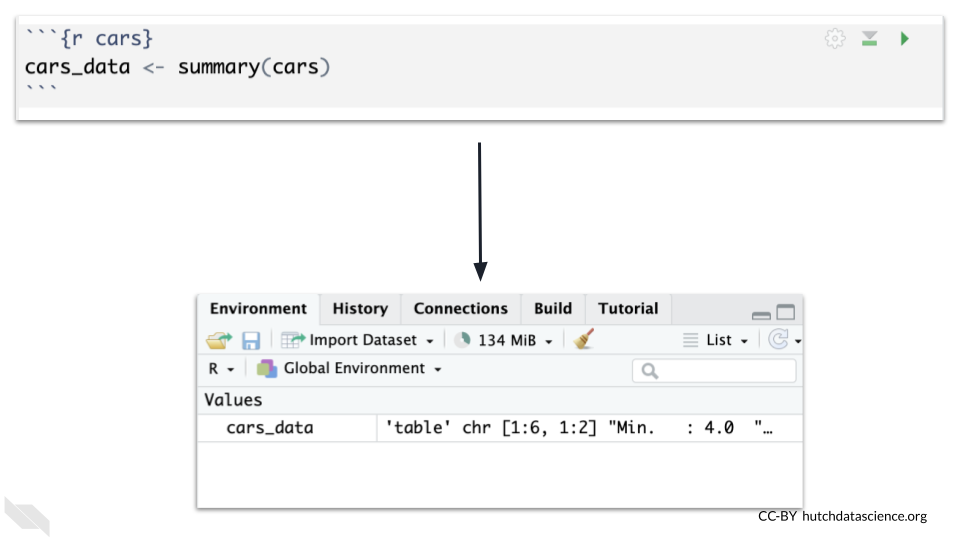 ```{r cars}
cars_data <- summary(cars)
```
Environment History Connections Build Tutorial
Import Dataset 134 MiB List
R Global Environment
Values
cars_data 'table' chr [1:6, 1:2] "Min.   : 4.0  "…
CC-BY hutchdatascience.org